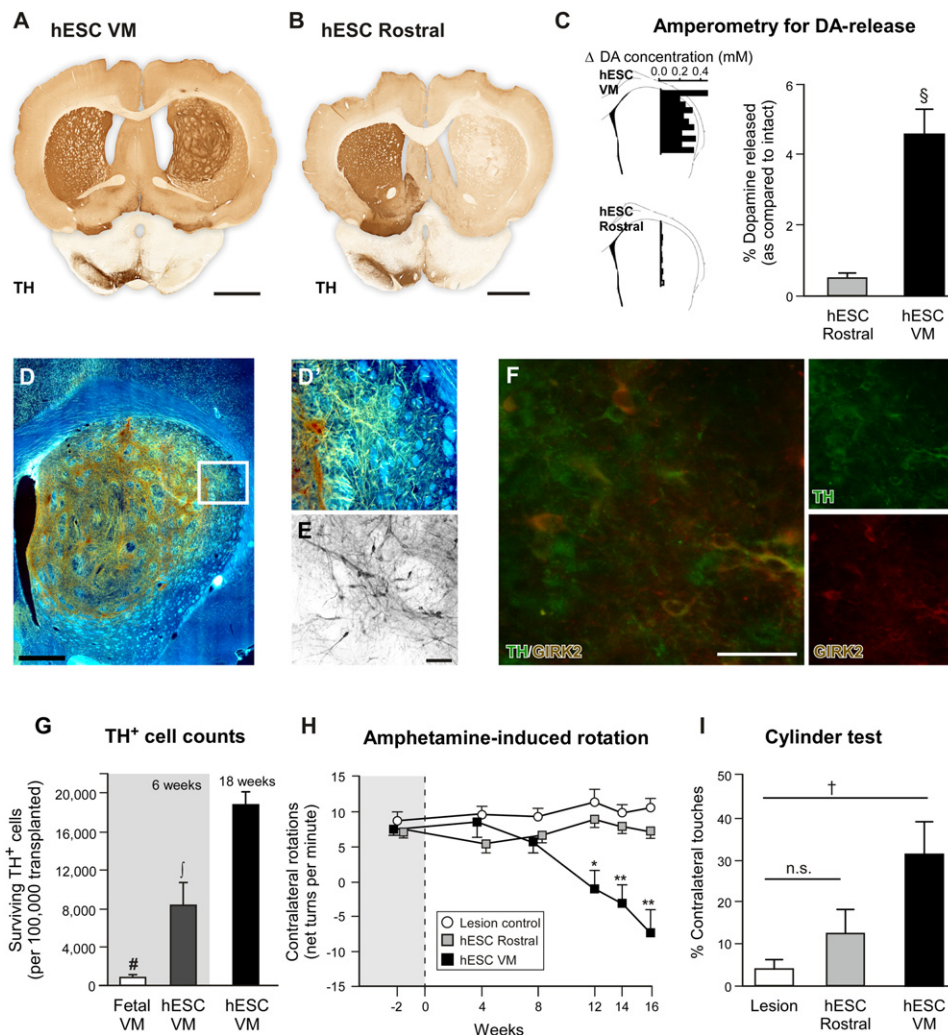 A hESC VM
TH
B hESC Rostral
TH
C Amperometry for DA-release
Δ DA concentration (mM)
0.0 0.2 0.4
hESC
VM
hESC
Rostral
% Dopamine released
(as compared to intact)
6
4
2
0
§
hESC
Rostral
hESC
VM
D
D'
E
F
TH/GIRK2
TH
GIRK2
G TH+ cell counts
Surviving TH+ cells
(per 100,000 transplanted)
20,000
16,000
12,000
8,000
4,000
0
6 weeks
18 weeks
#
∫
Fetal
VM
hESC
VM
hESC
VM
H Amphetamine-induced rotation
Contralateral rotations
(net turns per minute)
15
10
5
10
5
0
-5
-10
-15
* ** **
Lesion control
hESC Rostral
hESC VM
-2 0 4 8 12 14 16
Weeks
I Cylinder test
% Contralateral touches
50
40
30
20
10
0
†
n.s.
Lesion
hESC
Rostral
hESC
VM